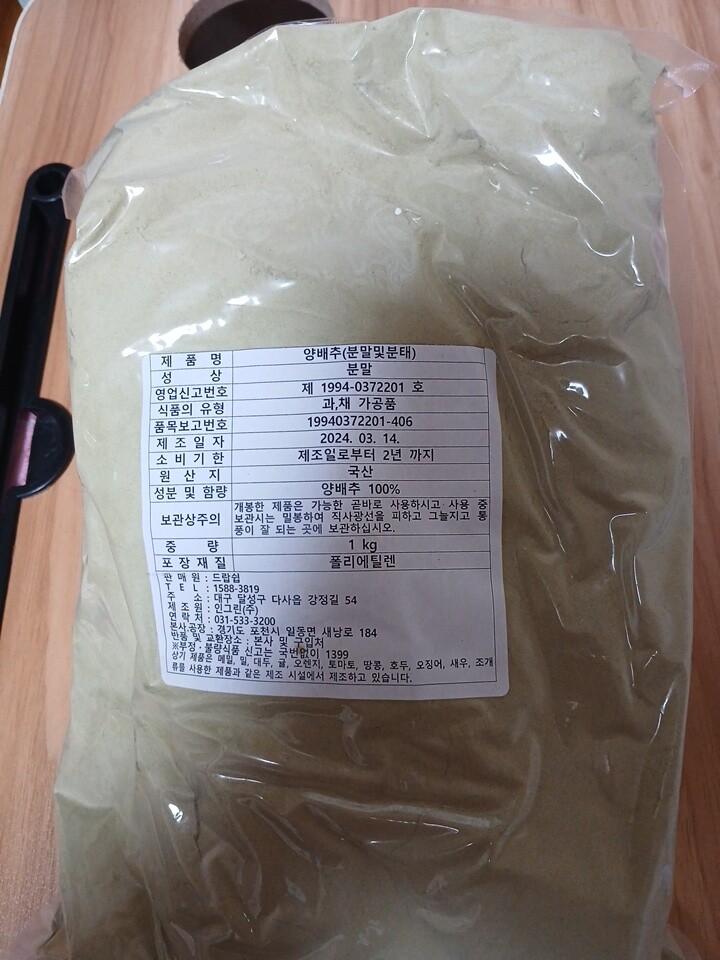 제 품 명 양배추(분말및분태)
성 상 분말
영업신고번호 제 1994-0372201 호
식품의 유형 과,채 가공품
품목보고번호 19940372201-406
제 조 일 자 2024. 03. 14.
소 비 기 한 제조일로부터 2년 까지
원 산 지 국산
성분 및 함량 양배추 100%
보관상주의 개봉한 제품은 가능한 곧바로 사용하시고 사용 중
보관시는 밀봉하여 직사광선을 피하고 그늘지고 통
풍이 잘 되는 곳에 보관하십시오.
중 량 1 kg
포 장 재 질 폴리에틸렌
판 매 원 : 드랍쉽
T E L : 1588-3819
주 소 : 대구 달성구 다사읍 강정길 54
제 조 원 : 인그린(주)
연 락 처 : 031-533-3200
본사·공장 : 경기도 포천시 일동면 새낭로 184
반품 및 교환장소 : 본사 및 구입처
※부정·불량식품 신고는 국번없이 1399
상기 제품은 메밀, 밀, 대두, 귤, 오렌지, 토마토, 땅콩, 호두, 오징어, 새우, 조개
류를 사용한 제품과 같은 제조 시설에서 제조하고 있습니다.